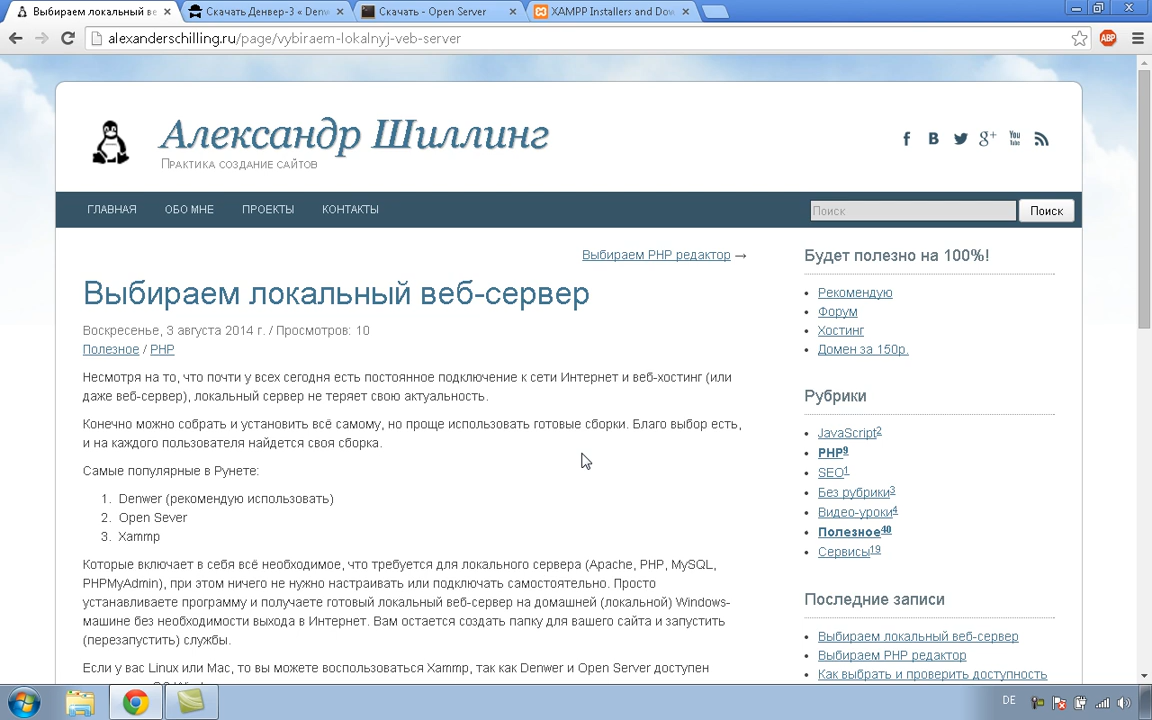 Выбираем локальный ве
Скачать Денвер-3 « Denw
Скачать - Open Server
XAMPP Installers and Dow
alexanderschilling.ru/page/vybiraem-lokalnyj-veb-server
ABP
Александр Шиллинг
Практика создание сайтов
ГЛАВНАЯ ОБО МНЕ ПРОЕКТЫ КОНТАКТЫ
Поиск Поиск
Выбираем PHP редактор →
Выбираем локальный веб-сервер
Воскресенье, 3 августа 2014 г. / Просмотров: 10
Полезное / PHP
Несмотря на то, что почти у всех сегодня есть постоянное подключение к сети Интернет и веб-хостинг (или
даже веб-сервер), локальный сервер не теряет свою актуальность.
Конечно можно собрать и установить всё самому, но проще использовать готовые сборки. Благо выбор есть,
и на каждого пользователя найдется своя сборка.
Самые популярные в Рунете:
1. Denwer (рекомендую использовать)
2. Open Sever
3. Xammp
Которые включает в себя всё необходимое, что требуется для локального сервера (Apache, PHP, MySQL,
PHPMyAdmin), при этом ничего не нужно настраивать или подключать самостоятельно. Просто
устанавливаете программу и получаете готовый локальный веб-сервер на домашней (локальной) Windows-
машине без необходимости выхода в Интернет. Вам остается создать папку для вашего сайта и запустить
(перезапустить) службы.
Если у вас Linux или Mac, то вы можете воспользоваться Xammp, так как Denwer и Open Server доступен
Будет полезно на 100%!
Рекомендую
Форум
Хостинг
Домен за 150р.
Рубрики
JavaScript2
PHP9
SEO1
Без рубрики3
Видео-уроки4
Полезное40
Сервисы19
Последние записи
Выбираем локальный веб-сервер
Выбираем PHP редактор
Как выбрать и проверить доступность
DE